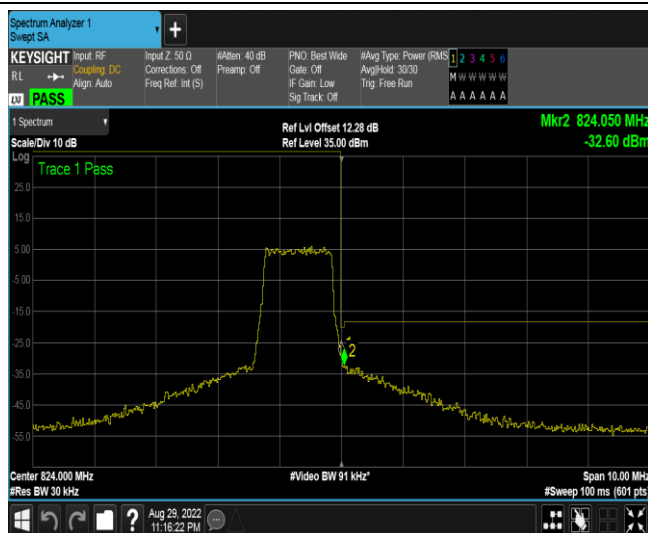 Spectrum Analyzer 1
Swept SA
KEYSIGHT Input: RF Input Z: 50 Ω #Atten: 40 dB PNO: Best Wide #Avg Type: Power (RMS 1 2 3 4 5 6
RL Coupling: DC Corrections: Off Preamp: Off Gate: Off Avg|Hold: 30/30 M W W W W W
Align: Auto Freq Ref: Int (S) IF Gain: Low Trig: Free Run
Sig Track: Off A A A A A A
LXI PASS
1 Spectrum Ref Lvl Offset 12.28 dB Mkr2 824.050 MHz
Scale/Div 10 dB Ref Level 35.00 dBm -32.60 dBm
Log
Trace 1 Pass
25.0
15.0
5.00
-5.00
-15.0
-25.0
2
-35.0
-45.0
-55.0
Center 824.000 MHz #Video BW 91 kHz* Span 10.00 MHz
#Res BW 30 kHz #Sweep 100 ms (601 pts)
? Aug 29, 2022
11:16:22 PM